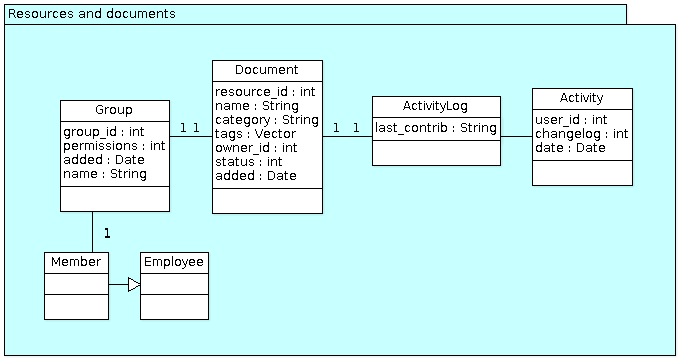 Resources and documents
Group
group_id : int
permissions : int
added : Date
name : String
1 1
Document
resource_id : int
name : String
category : String
tags : Vector
owner_id : int
status : int
added : Date
1 1
ActivityLog
last_contrib : String
Activity
user_id : int
changelog : int
date : Date
1
Member
Employee